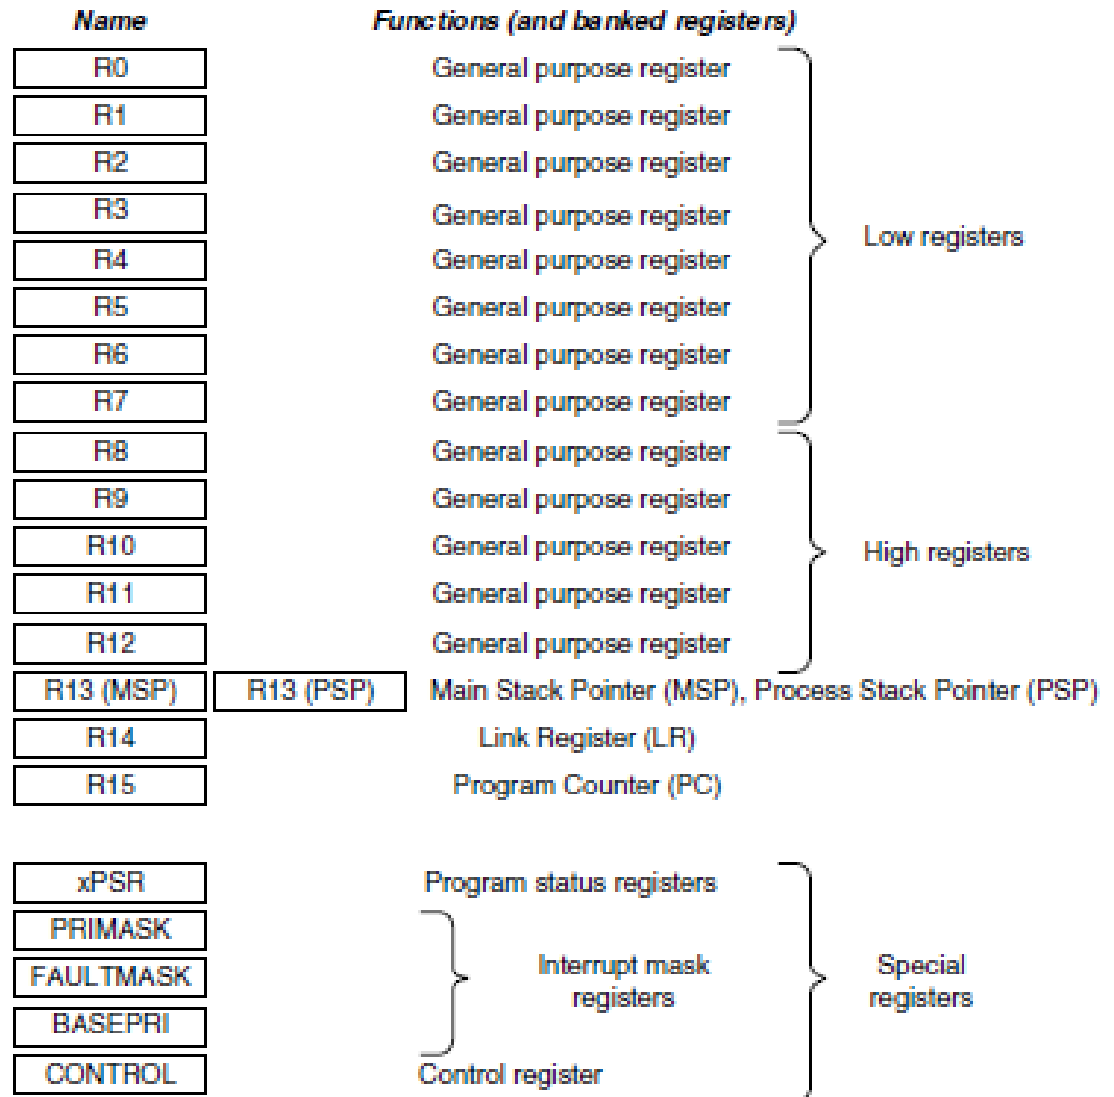 Name Functions (and banked registers)
R0 General purpose register
R1 General purpose register
R2 General purpose register
R3 General purpose register
Low registers
R4 General purpose register
R5 General purpose register
R6 General purpose register
R7 General purpose register
R8 General purpose register
R9 General purpose register
R10 General purpose register
High registers
R11 General purpose register
R12 General purpose register
R13 (MSP) R13 (PSP) Main Stack Pointer (MSP), Process Stack Pointer (PSP)
R14 Link Register (LR)
R15 Program Counter (PC)
xPSR Program status registers
PRIMASK
FAULTMASK
Interrupt mask
registers
Special
registers
BASEPRI
CONTROL Control register